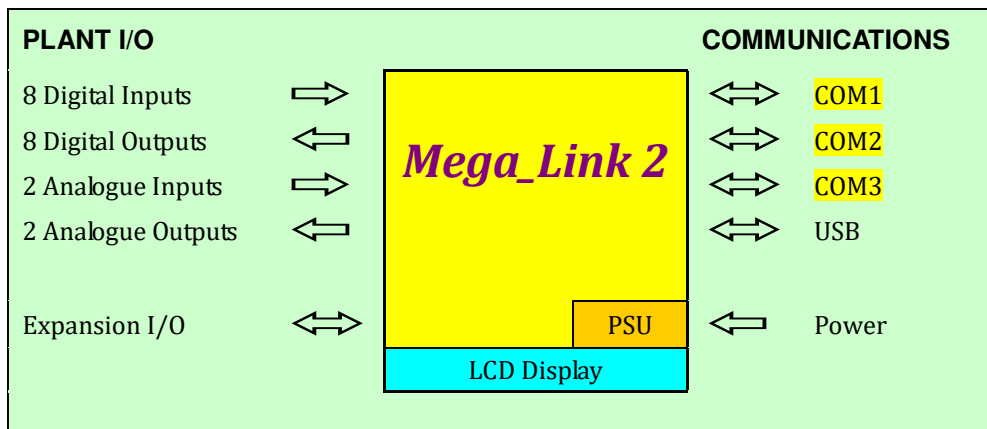 PLANT I/O
COMMUNICATIONS
8 Digital Inputs
COM1
8 Digital Outputs
COM2
Mega_Link 2
2 Analogue Inputs
COM3
2 Analogue Outputs
USB
Expansion I/O
PSU
Power
LCD Display